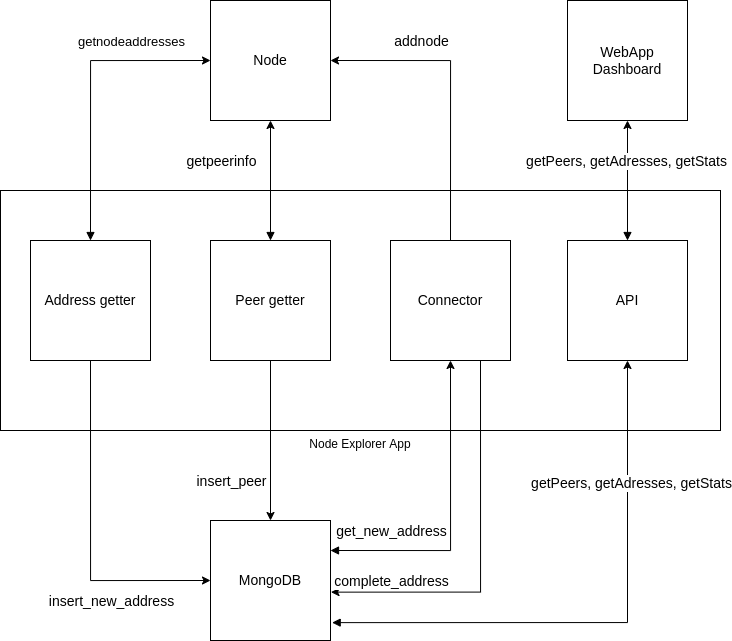 getnodeaddresses
Node
addnode
WebApp
Dashboard
getpeerinfo
getPeers, getAdresses, getStats
Address getter
Peer getter
Connector
API
Node Explorer App
insert_peer
getPeers, getAdresses, getStats
get_new_address
MongoDB
complete_address
insert_new_address